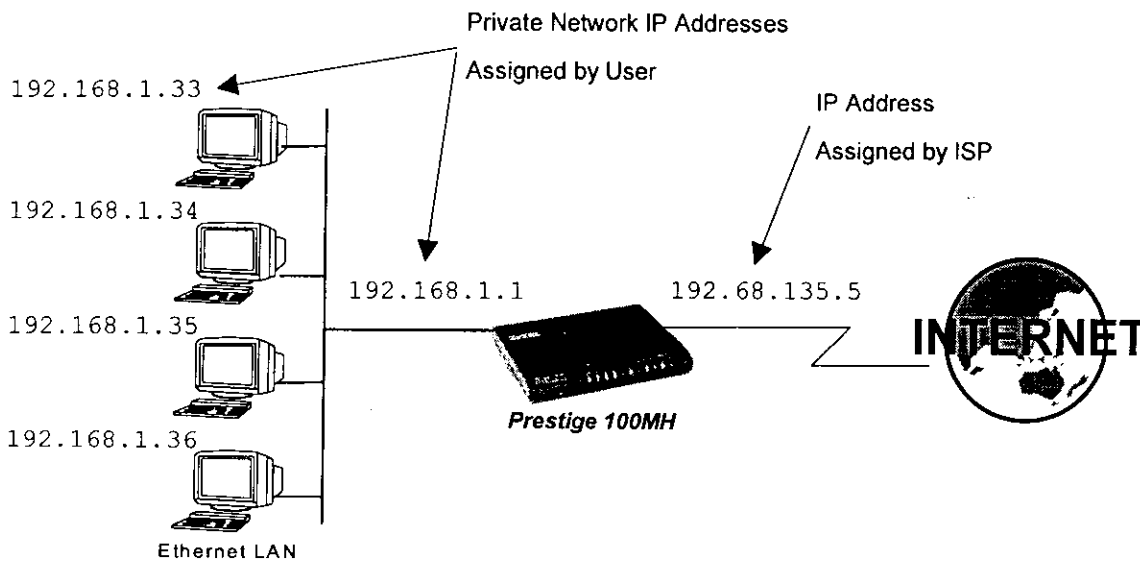 Private Network IP Addresses
Assigned by User
192.168.1.33
IP Address
Assigned by ISP
192.168.1.34
192.168.1.1
192.68.135.5
192.168.1.35
INTERNET
Prestige 100MH
192.168.1.36
Ethernet LAN